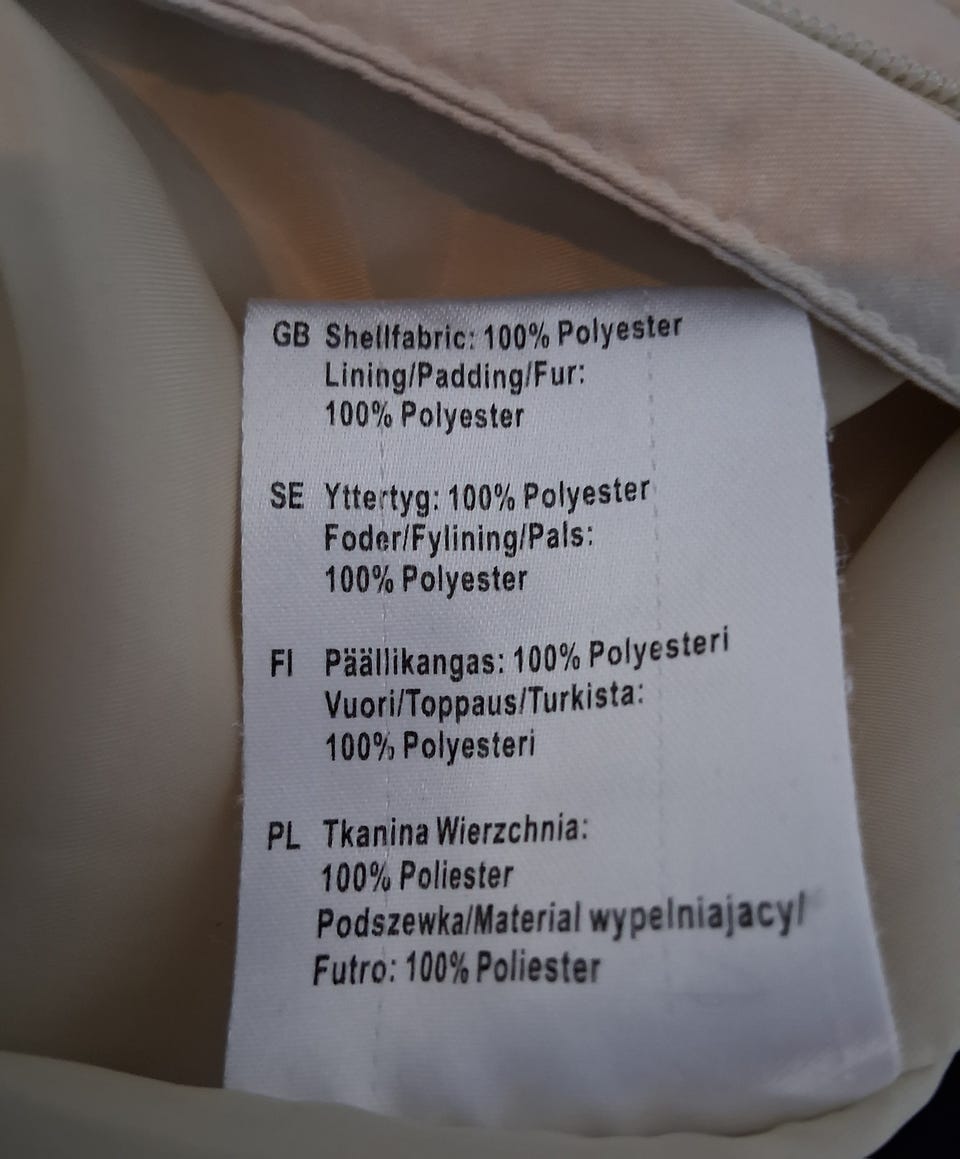 GB Shellfabric: 100% Polyester
Lining/Padding/Fur:
100% Polyester
SE Yttertyg: 100% Polyester
Foder/Fylining/Pals:
100% Polyester
FI Päällikangas: 100% Polyesteri
Vuori/Toppaus/Turkista:
100% Polyesteri
PL Tkanina Wierzchnia:
100% Poliester
Podszewka/Material wypelniajacy/
Futro: 100% Poliester